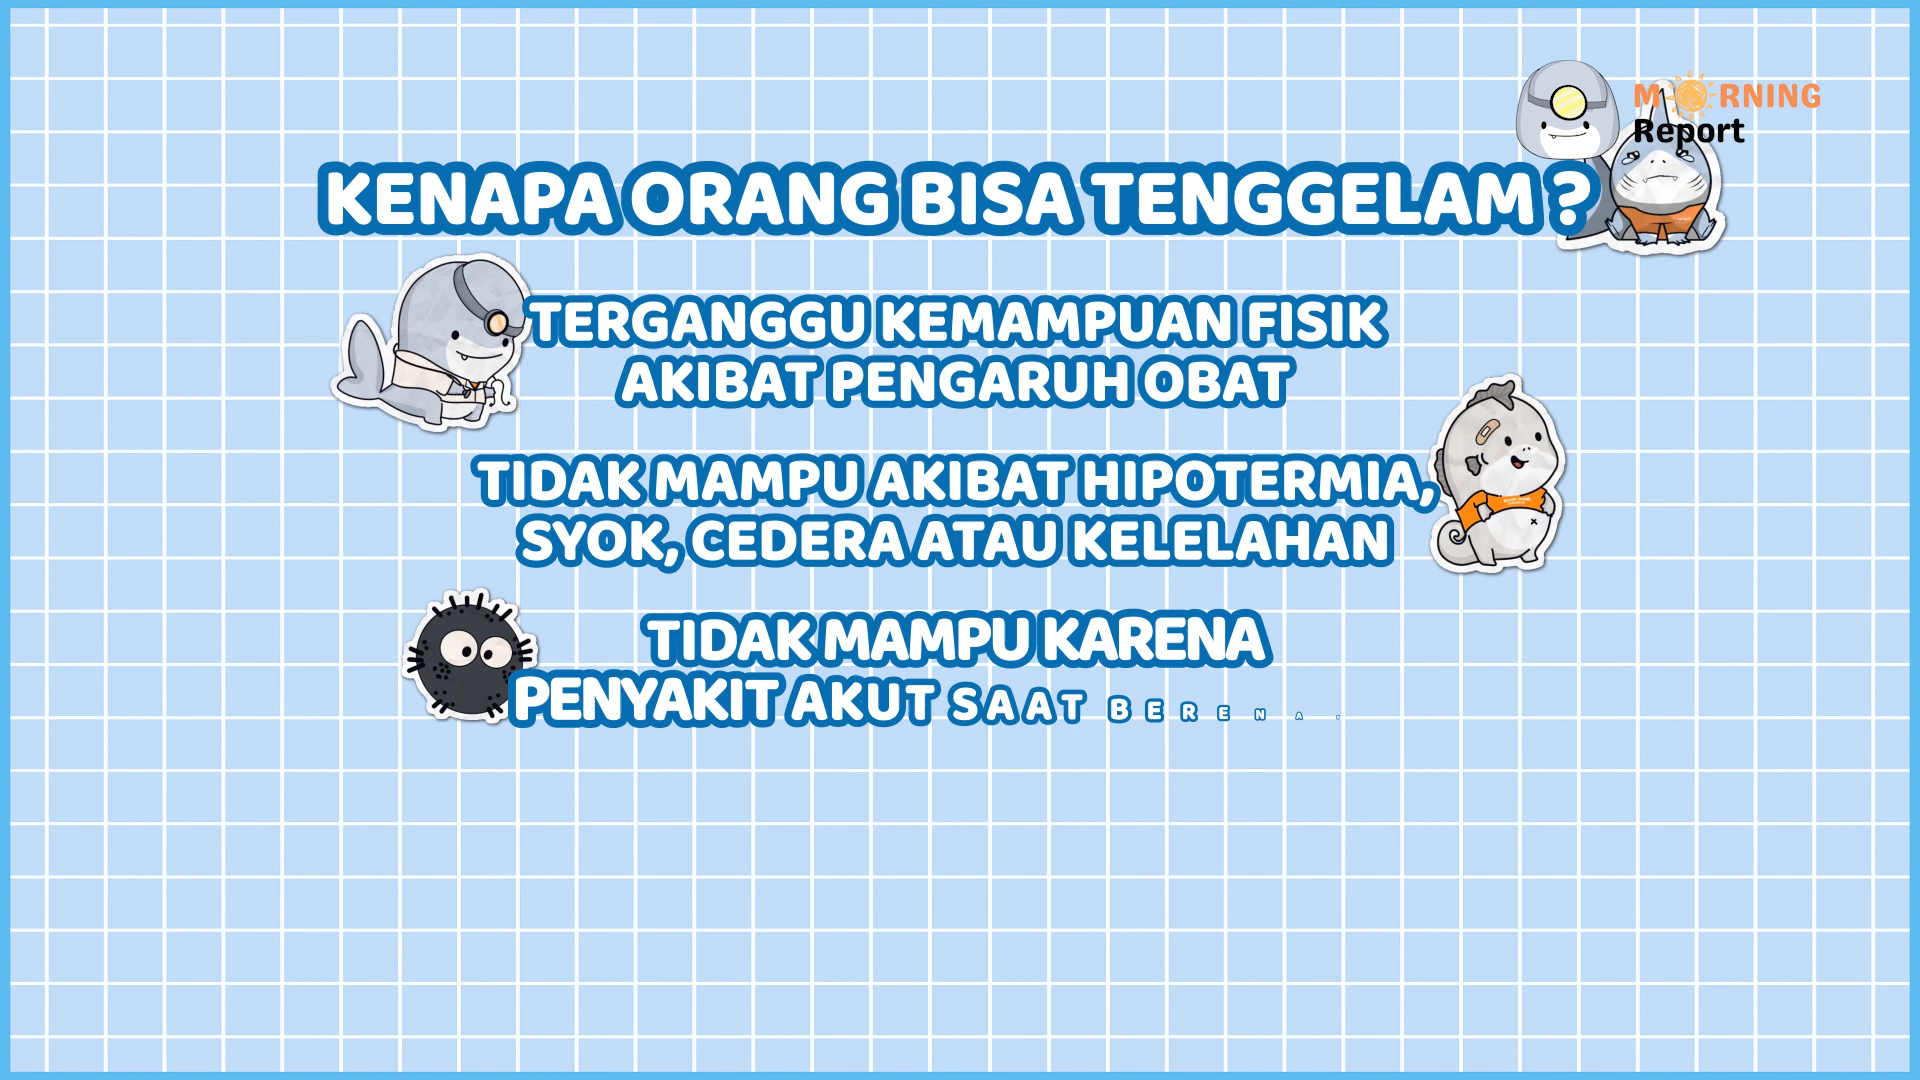 MORNING
Report
KENAPA ORANG BISA TENGGELAM ?
TERGANGGU KEMAMPUAN FISIK
AKIBAT PENGARUH OBAT
TIDAK MAMPU AKIBAT HIPOTERMIA,
SYOK, CEDERA ATAU KELELAHAN
TIDAK MAMPU KARENA
PENYAKIT AKUT SAAT BERENA